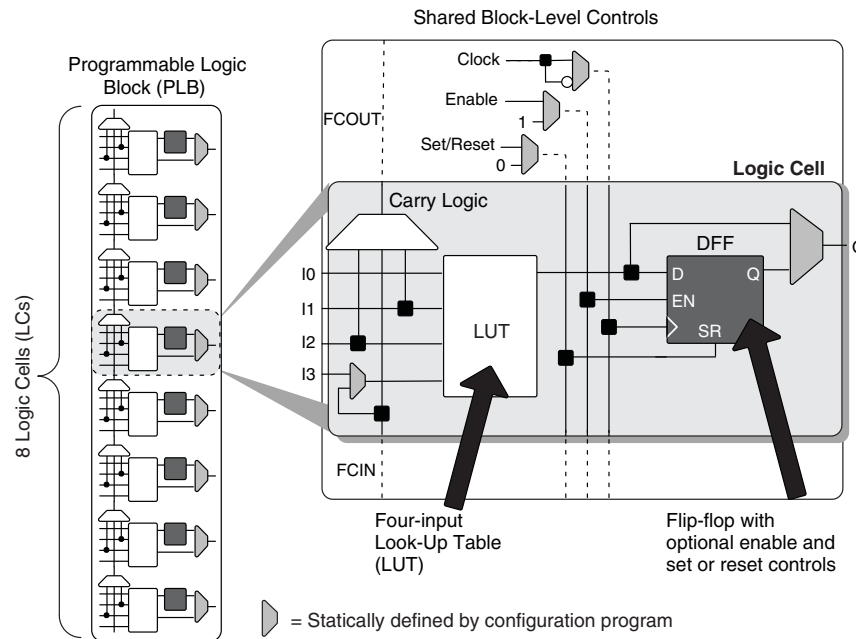 Shared Block-Level Controls
Programmable Logic
Block (PLB)
8 Logic Cells (LCs)
Clock
Enable
1
FCOUT
Set/Reset
0
Logic Cell
Carry Logic
DFF
I0
I1
I2
I3
LUT
D
Q
EN
SR
FCIN
Four-input
Look-Up Table
(LUT)
Flip-flop with
optional enable and
set or reset controls
= Statically defined by configuration program